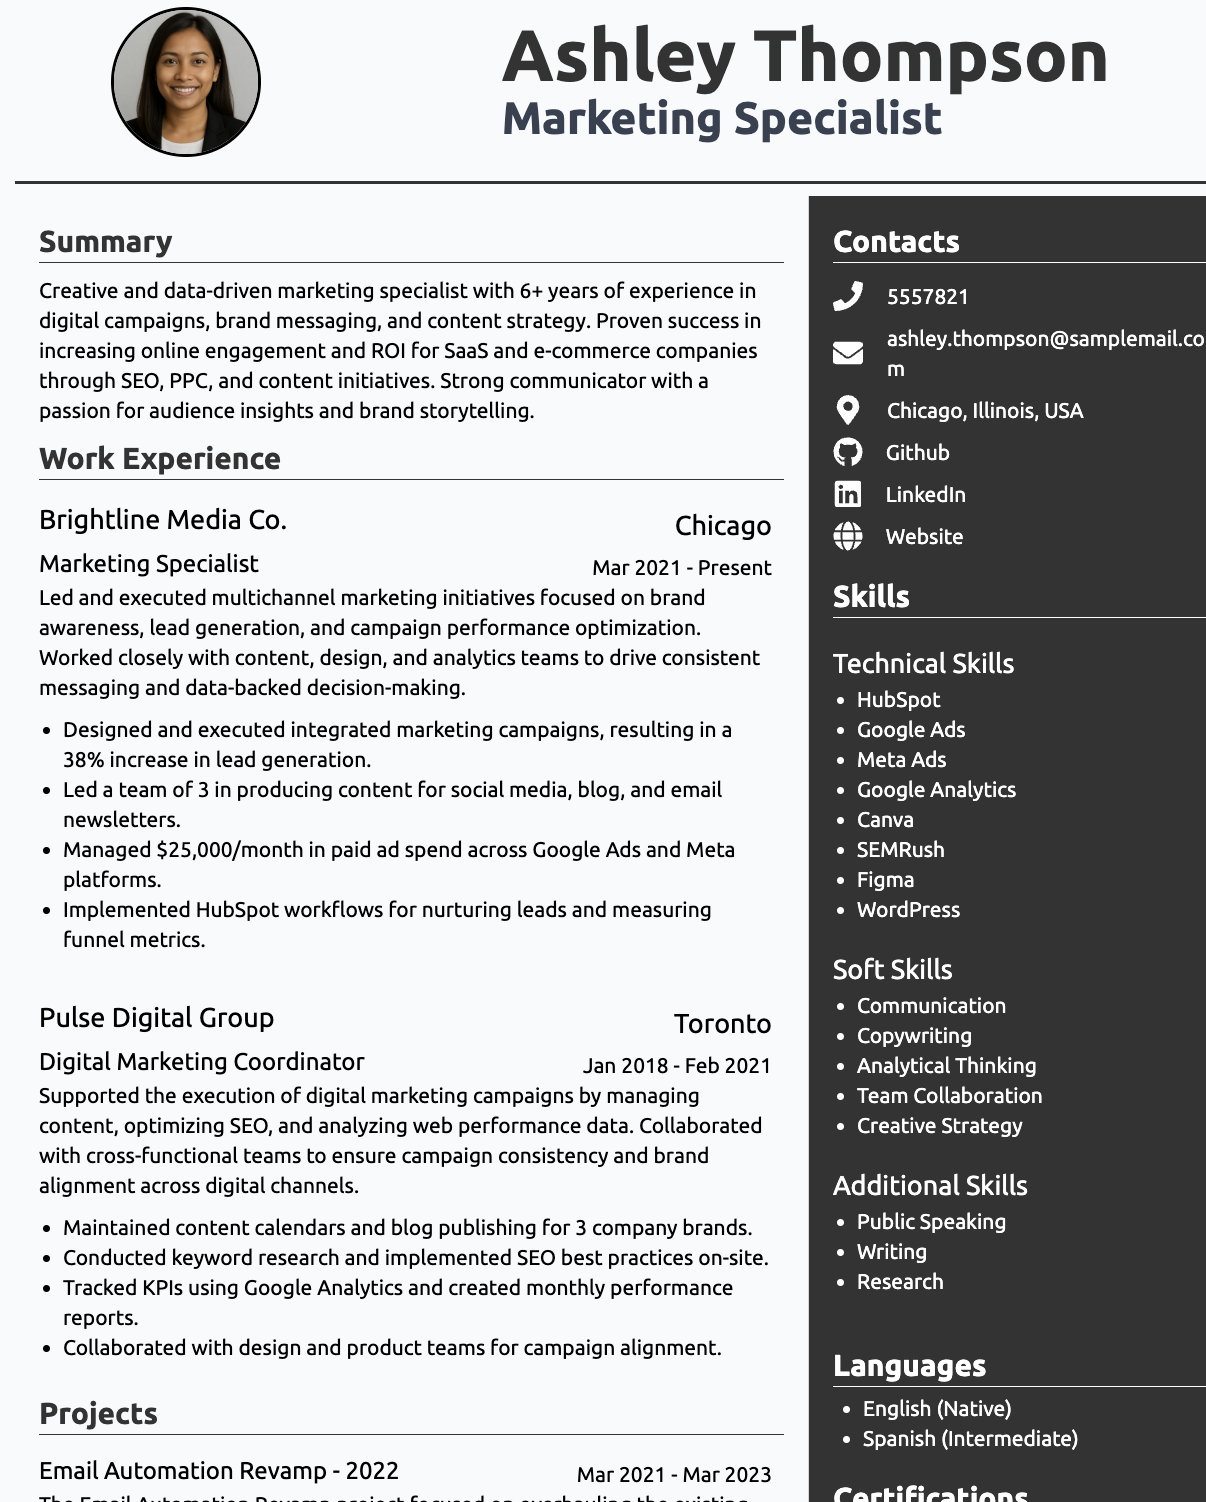 Ashley Thompson
Marketing Specialist
Summary
Creative and data-driven marketing specialist with 6+ years of experience in
digital campaigns, brand messaging, and content strategy. Proven success in
increasing online engagement and ROI for SaaS and e-commerce companies
through SEO, PPC, and content initiatives. Strong communicator with a
passion for audience insights and brand storytelling.
Work Experience
Brightline Media Co.
Chicago
Marketing Specialist
Mar 2021 - Present
Led and executed multichannel marketing initiatives focused on brand
awareness, lead generation, and campaign performance optimization.
Worked closely with content, design, and analytics teams to drive consistent
messaging and data-backed decision-making.
• Designed and executed integrated marketing campaigns, resulting in a
38% increase in lead generation.
• Led a team of 3 in producing content for social media, blog, and email
newsletters.
• Managed $25,000/month in paid ad spend across Google Ads and Meta
platforms.
• Implemented HubSpot workflows for nurturing leads and measuring
funnel metrics.
Pulse Digital Group
Toronto
Digital Marketing Coordinator
Jan 2018 - Feb 2021
Supported the execution of digital marketing campaigns by managing
content, optimizing SEO, and analyzing web performance data. Collaborated
with cross-functional teams to ensure campaign consistency and brand
alignment across digital channels.
• Maintained content calendars and blog publishing for 3 company brands.
• Conducted keyword research and implemented SEO best practices on-site.
• Tracked KPIs using Google Analytics and created monthly performance
reports.
• Collaborated with design and product teams for campaign alignment.
Projects
Email Automation Revamp - 2022
Mar 2021 - Mar 2023
The Email Automation Revamp project focused on overhauling the existing
Contacts
5557821
ashley.thompson@samplemail.co
m
Chicago, Illinois, USA
Github
LinkedIn
Website
Skills
Technical Skills
• HubSpot
• Google Ads
• Meta Ads
• Google Analytics
• Canva
• SEMRush
• Figma
• WordPress
Soft Skills
• Communication
• Copywriting
• Analytical Thinking
• Team Collaboration
• Creative Strategy
Additional Skills
• Public Speaking
• Writing
• Research
Languages
• English (Native)
• Spanish (Intermediate)
Certifications